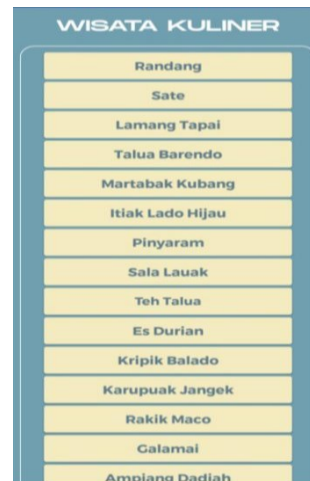 WISATA KULINER
Randang
Sate
Lamang Tapai
Talua Barendo
Martabak Kubang
Itiak Lado Hijau
Pinyaram
Sala Lauak
Teh Talua
Es Durian
Kripik Balado
Karupuak Jangek
Rakik Maco
Galamai
Ampiang Dadiah